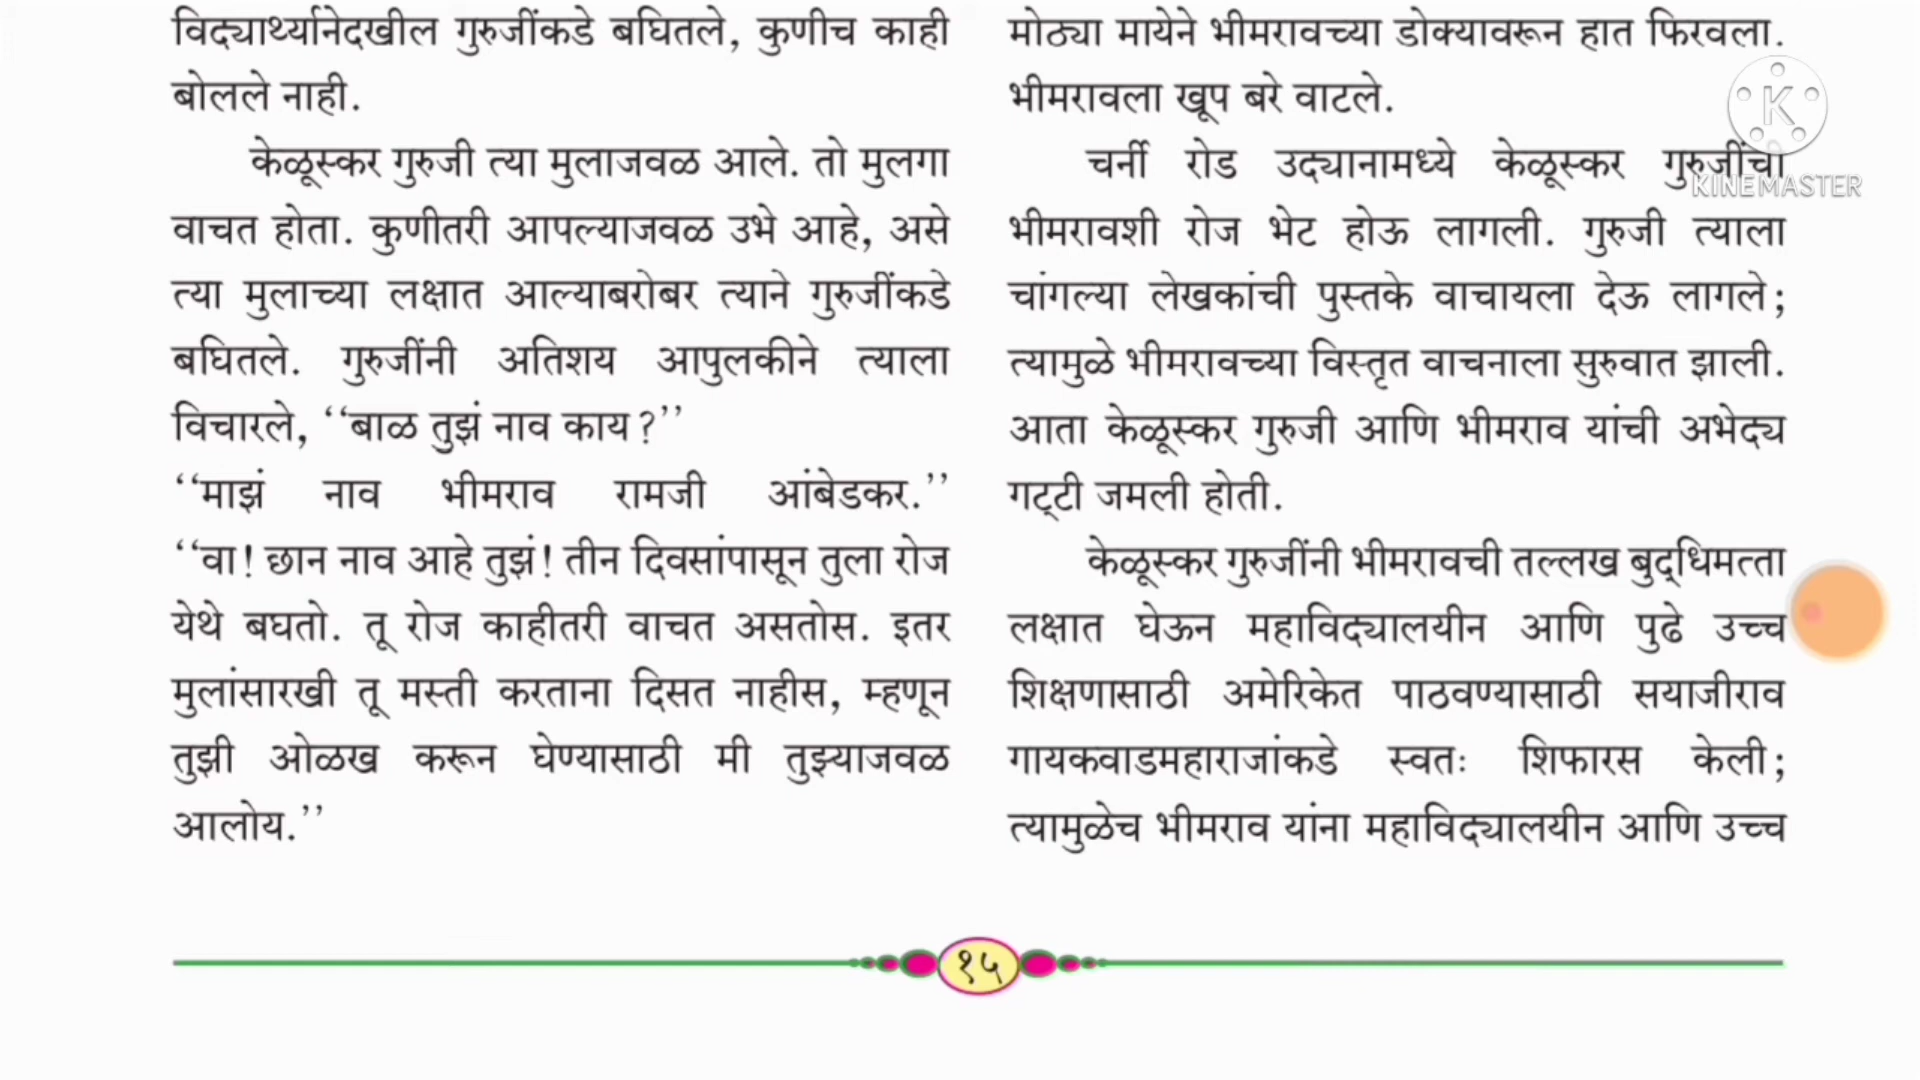 विद्यार्थ्यानेदखील गुरुजींकडे बघितले, कुणीच काही
बोलले नाही.
केळूस्कर गुरुजी त्या मुलाजवळ आले. तो मुलगा
वाचत होता. कुणीतरी आपल्याजवळ उभे आहे, असे
त्या मुलाच्या लक्षात आल्याबरोबर त्याने गुरुजींकडे
बघितले. गुरुजींनी अतिशय आपुलकीने त्याला
विचारले, ‘‘बाळ तुझं नाव काय?’’
‘‘माझं नाव भीमराव रामजी आंबेडकर.’’
‘‘वा! छान नाव आहे तुझं! तीन दिवसांपासून तुला रोज
येथे बघतो. तू रोज काहीतरी वाचत असतोस. इतर
मुलांसारखी तू मस्ती करताना दिसत नाहीस, म्हणून
तुझी ओळख करून घेण्यासाठी मी तुझ्याजवळ
आलोय.’’
मोठ्या मायेने भीमरावच्या डोक्यावरून हात फिरवला.
भीमरावला खूप बरे वाटले.
चर्नी रोड उद्यानामध्ये केळूस्कर गुरुजींची
भीमरावशी रोज भेट होऊ लागली. गुरुजी त्याला
चांगल्या लेखकांची पुस्तके वाचायला देऊ लागले;
त्यामुळे भीमरावच्या विस्तृत वाचनाला सुरुवात झाली.
आता केळूस्कर गुरुजी आणि भीमराव यांची अभेद्य
गट्टी जमली होती.
केळूस्कर गुरुजींनी भीमरावची तल्लख बुद्धिमत्ता
लक्षात घेऊन महाविद्यालयीन आणि पुढे उच्च
शिक्षणासाठी अमेरिकेत पाठवण्यासाठी सयाजीराव
गायकवाडमहाराजांकडे स्वतः शिफारस केली;
त्यामुळेच भीमराव यांना महाविद्यालयीन आणि उच्च
१५
K
KINEMASTER